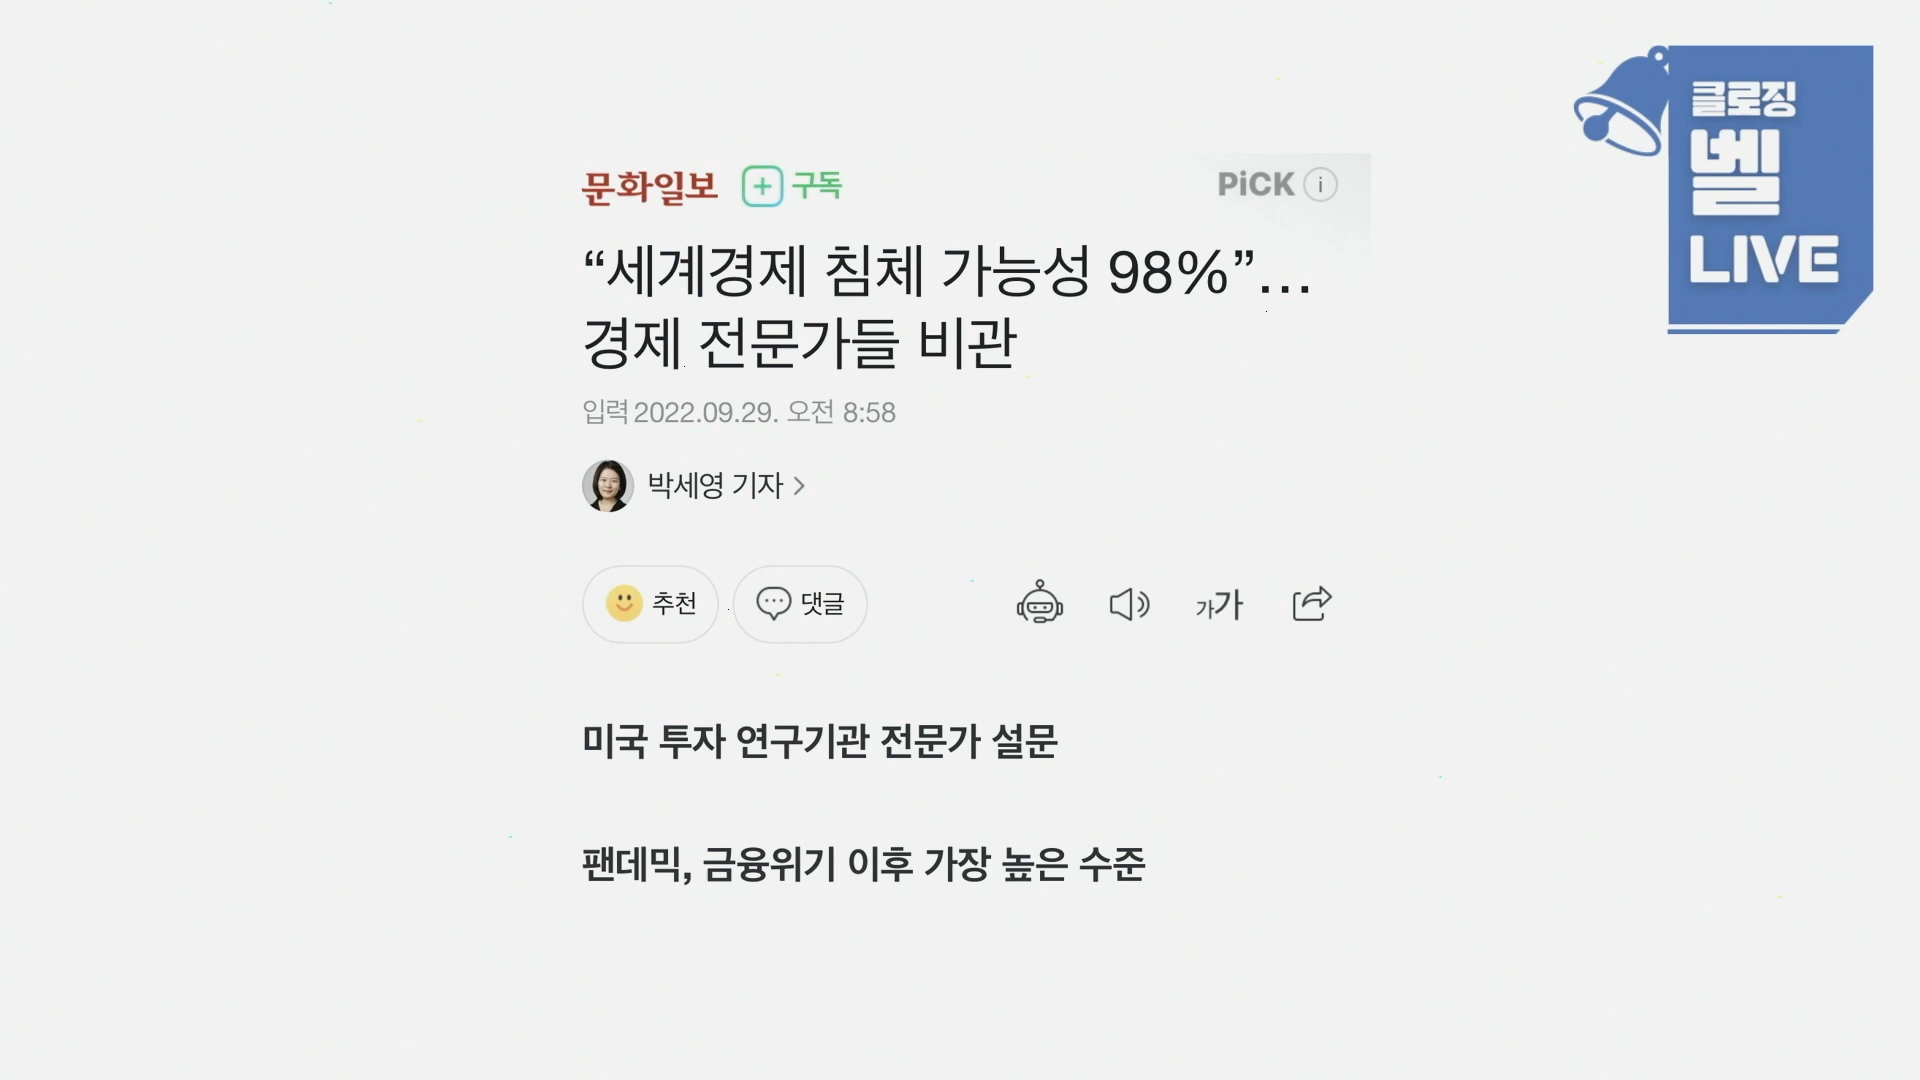 문화일보 구독 PiCK i
“세계경제 침체 가능성 98%”…
경제 전문가들 비관
입력 2022.09.29. 오전 8:58
박세영 기자
추천 댓글 가가
미국 투자 연구기관 전문가 설문
팬데믹, 금융위기 이후 가장 높은 수준
클로징
벨
LIVE